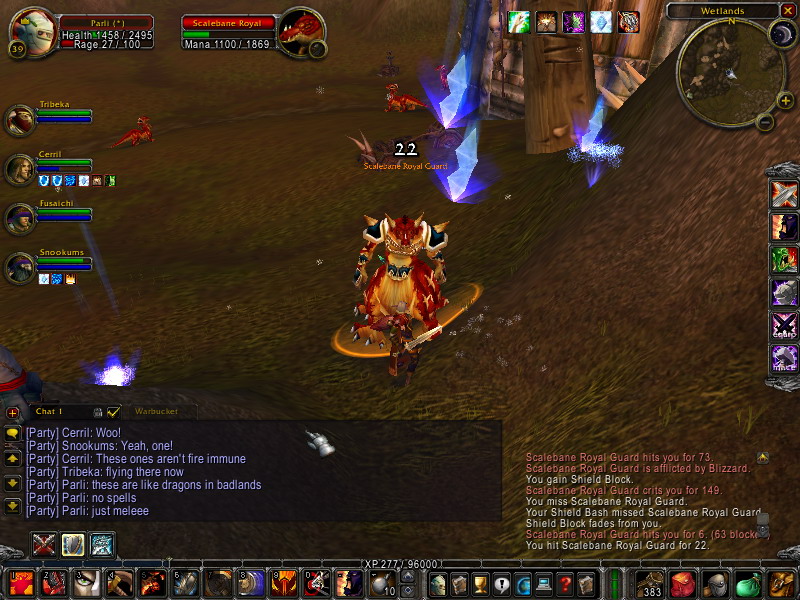 Parli (*)
Health 1458 / 2495
Rage 27 / 100
39
Scalebane Royal
Mana 1100 / 1869
Wetlands
N
Tribeka
Cerril
Fusaichi
Snookums
22
Scalebane Royal Guard
Chat 1
Warbucket
[Party] Cerril: Woo!
[Party] Snookums: Yeah, one!
[Party] Cerril: These ones aren't fire immune
[Party] Tribeka: flying there now
[Party] Parli: these are like dragons in badlands
[Party] Parli: no spells
[Party] Parli: just meleee
Scalebane Royal Guard hits you for 73.
Scalebane Royal Guard is afflicted by Blizzard.
You gain Shield Block.
Scalebane Royal Guard crits you for 149.
You miss Scalebane Royal Guard.
Your Shield Bash missed Scalebane Royal Guard
Shield Block fades from you.
Scalebane Royal Guard hits you for 6. (63 blocke
You hit Scalebane Royal Guard for 22.
XP 277 / 96000
10
383